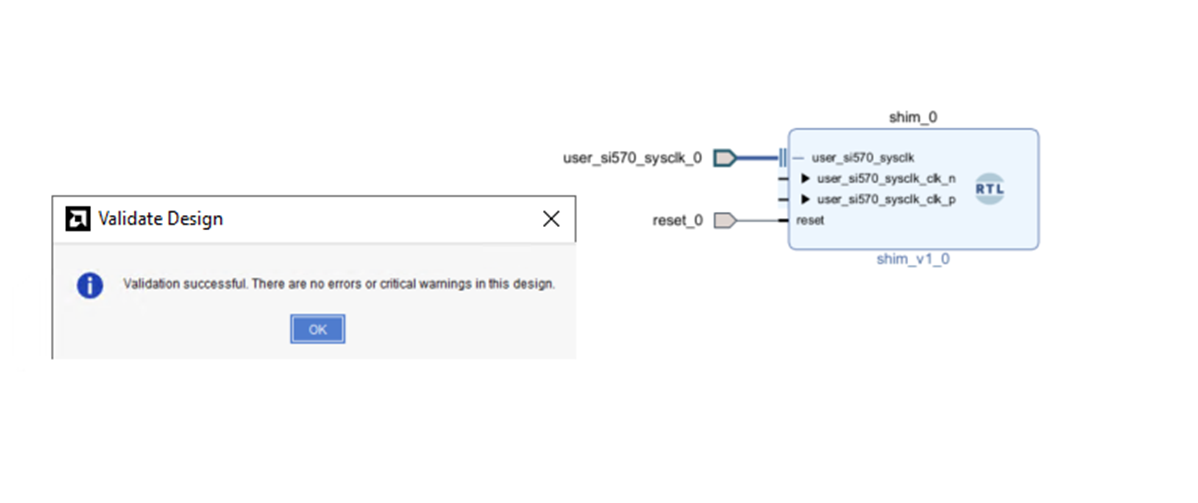 shim_0
user_si570_sysclk_0
user_si570_sysclk
user_si570_sysclk_clk_n
user_si570_sysclk_clk_p
RTL
reset_0
reset
shim_v1_0
Validate Design
Validation successful. There are no errors or critical warnings in this design.
OK